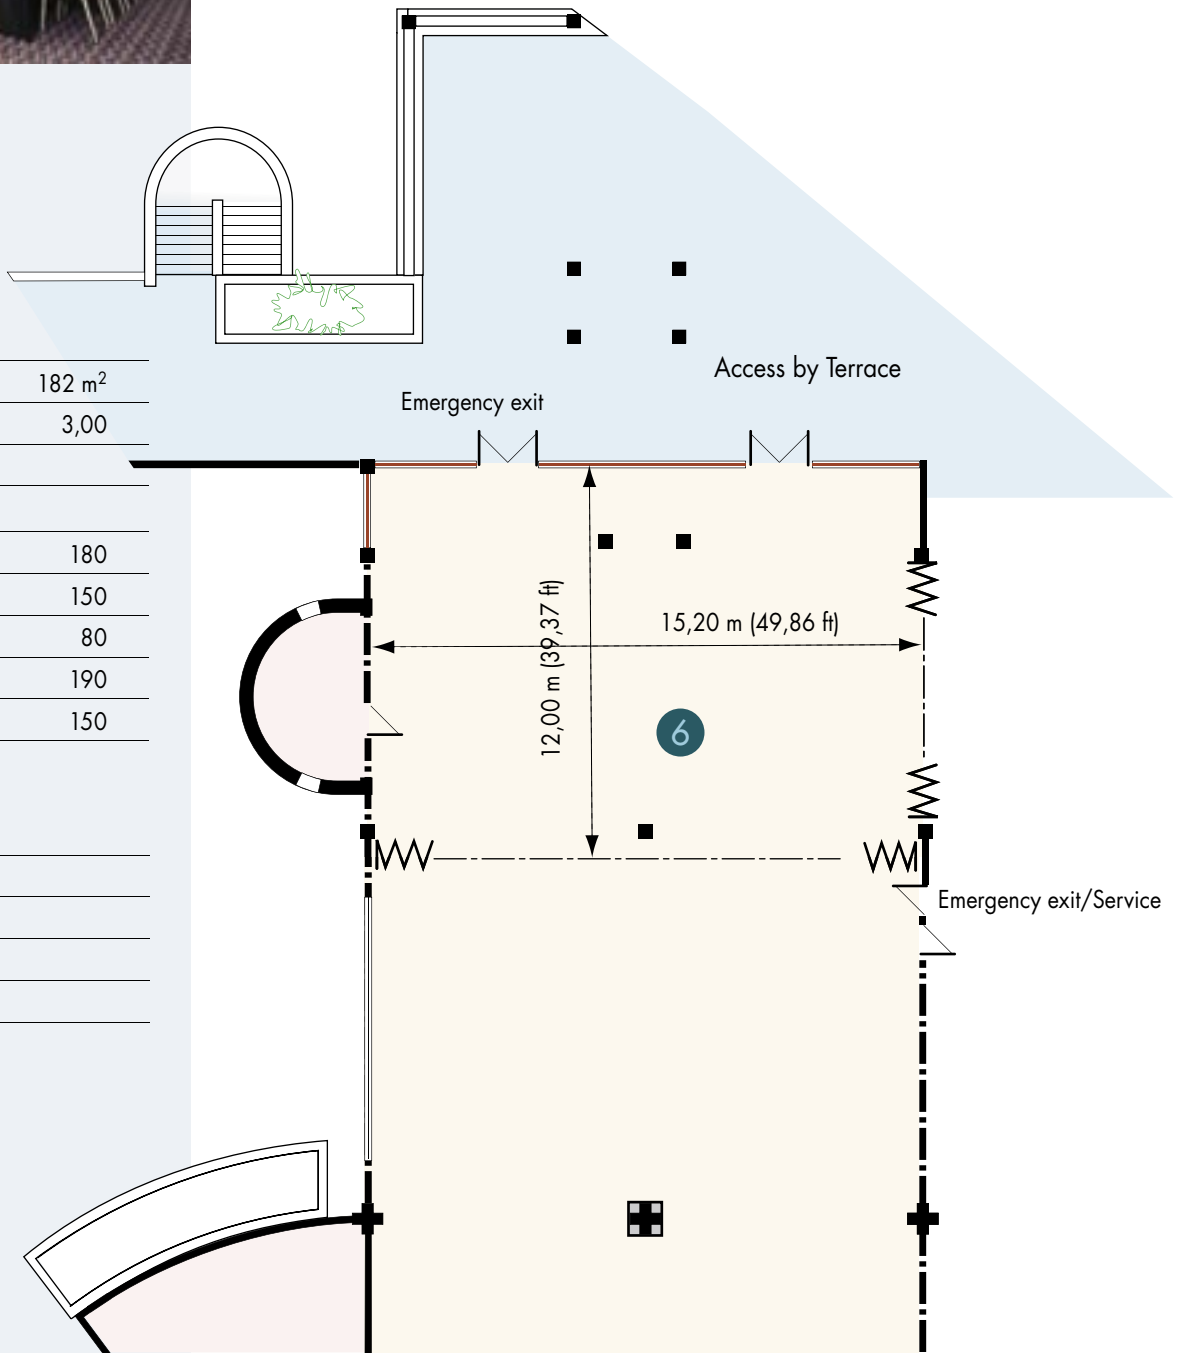 Access by Terrace
182 m²
Emergency exit
3,00
180
150
15,20 m (49,86 ft)
12,00 m (39,37 ft)
80
190
150
6
Emergency exit/Service